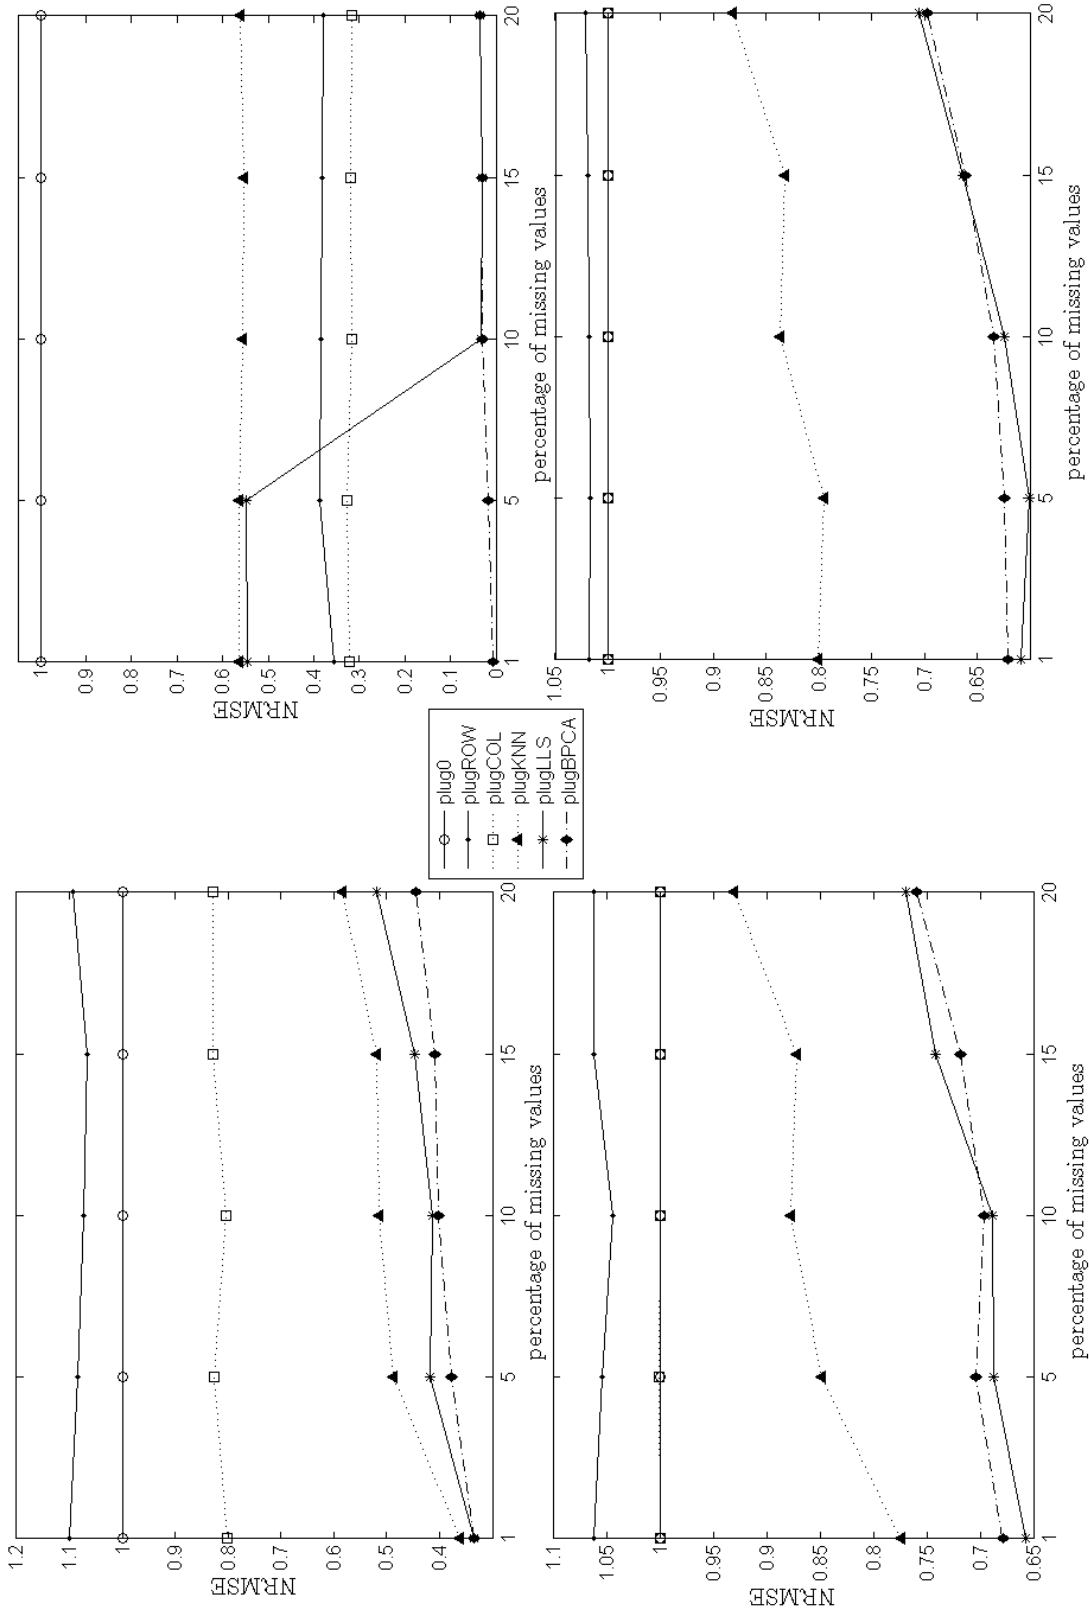 1.2
1.1
1
0.9
0.8
0.7
0.6
0.5
0.4
NRMSE
1 5 10 15 20
percentage of missing values
1
0.9
0.8
0.7
0.6
0.5
0.4
0.3
0.2
0.1
0
NRMSE
1 5 10 15 20
percentage of missing values
plug0
plugROW
plugCOL
plugKNN
plugLLS
plugBPCA
1.1
1.05
1
0.95
0.9
0.85
0.8
0.75
0.7
0.65
NRMSE
1 5 10 15 20
percentage of missing values
1.05
1
0.95
0.9
0.85
0.8
0.75
0.7
0.65
NRMSE
1 5 10 15 20
percentage of missing values